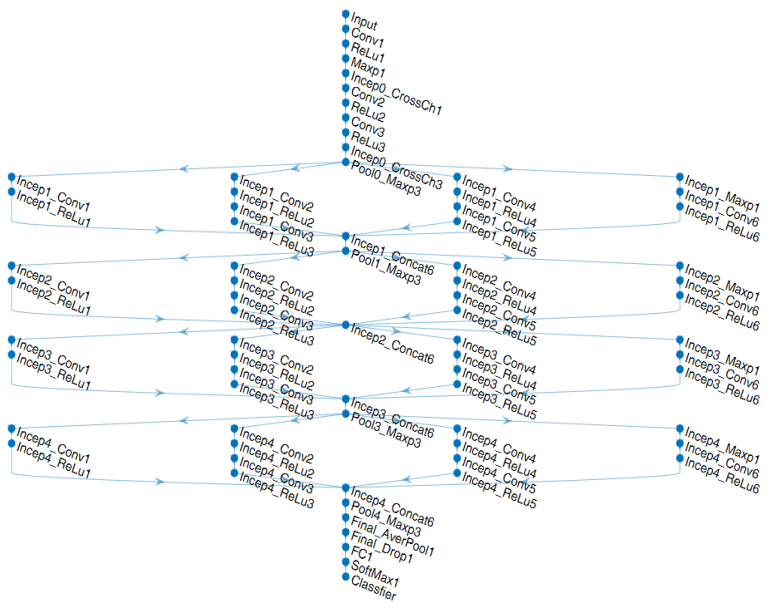 Input
Conv1
ReLu1
Maxp1
Incep0_CrossCh1
Conv2
ReLu2
Conv3
ReLu3
Incep0_CrossCh3
Pool0_Maxp3
Incep1_Conv1
Incep1_ReLu1
Incep1_Conv2
Incep1_ReLu2
Incep1_Conv3
Incep1_ReLu3
Incep1_Conv4
Incep1_ReLu4
Incep1_Conv5
Incep1_ReLu5
Incep1_Maxp1
Incep1_Conv6
Incep1_ReLu6
Incep1_Concat6
Pool1_Maxp3
Incep2_Conv1
Incep2_ReLu1
Incep2_Conv2
Incep2_ReLu2
Incep2_Conv3
Incep2_ReLu3
Incep2_Conv4
Incep2_ReLu4
Incep2_Conv5
Incep2_ReLu5
Incep2_Maxp1
Incep2_Conv6
Incep2_ReLu6
Incep2_Concat6
Incep3_Conv1
Incep3_ReLu1
Incep3_Conv2
Incep3_ReLu2
Incep3_Conv3
Incep3_ReLu3
Incep3_Conv4
Incep3_ReLu4
Incep3_Conv5
Incep3_ReLu5
Incep3_Maxp1
Incep3_Conv6
Incep3_ReLu6
Incep3_Concat6
Pool3_Maxp3
Incep4_Conv1
Incep4_ReLu1
Incep4_Conv2
Incep4_ReLu2
Incep4_Conv3
Incep4_ReLu3
Incep4_Conv4
Incep4_ReLu4
Incep4_Conv5
Incep4_ReLu5
Incep4_Maxp1
Incep4_Conv6
Incep4_ReLu6
Incep4_Concat6
Pool4_Maxp3
Final_AverPool1
Final_Drop1
FC1
SoftMax1
Classfier